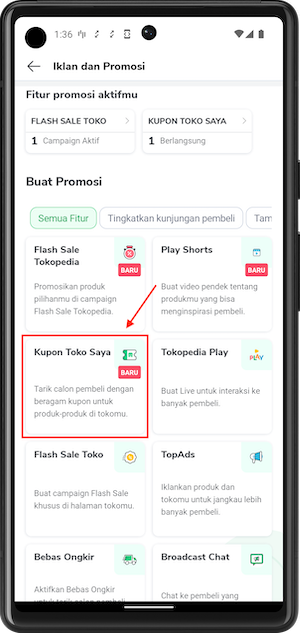 1:36
Iklan dan Promosi
Fitur promosi aktifmu
FLASH SALE TOKO
1 Campaign Aktif
KUPON TOKO SAYA
1 Berlangsung
Buat Promosi
Semua Fitur
Tingkatkan kunjungan pembeli
Tam
Flash Sale
Tokopedia
BARU
Promosikan produk
pilihanmu di campaign
Flash Sale Tokopedia.
Play Shorts
BARU
Buat video pendek tentang
produkmu yang bisa
menginspirasi pembeli.
Kupon Toko Saya
BARU
Tarik calon pembeli dengan
beragam kupon untuk
produk-produk di tokomu.
Tokopedia Play
PLAY
Buat Live untuk interaksi ke
banyak pembeli.
Flash Sale Toko
Buat campaign Flash Sale
khusus di halaman tokomu.
TopAds
Iklankan produk dan
tokomu untuk jangkau lebih
banyak pembeli.
Bebas Ongkir
Aktifkan Bebas Ongkir
untuk tarik calon pembeli
Broadcast Chat
Chat ke pembeli yang